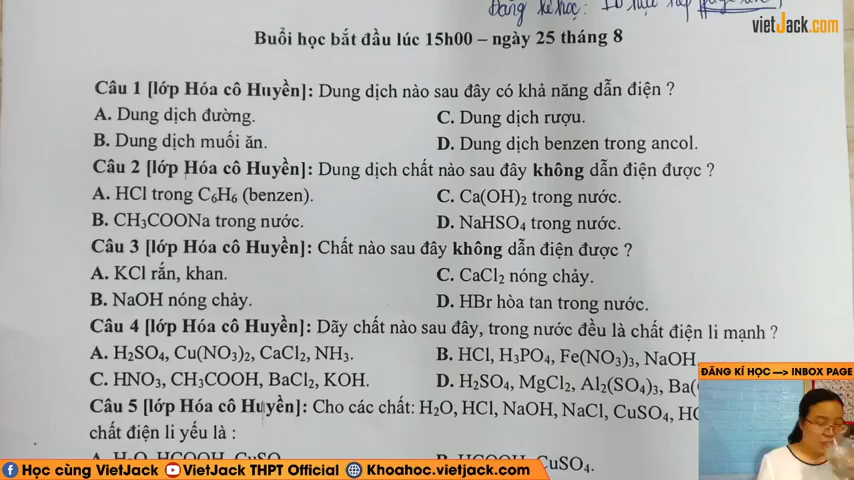 Đăng kí học:
vietJack.com
Buổi học bắt đầu lúc 15h00 – ngày 25 tháng 8
Câu 1 [lớp Hóa cô Huyền]: Dung dịch nào sau đây có khả năng dẫn điện ?
A. Dung dịch đường. C. Dung dịch rượu.
B. Dung dịch muối ăn. D. Dung dịch benzen trong ancol.
Câu 2 [lớp Hóa cô Huyền]: Dung dịch chất nào sau đây không dẫn điện được ?
A. HCl trong C₆H₆ (benzen). C. Ca(OH)₂ trong nước.
B. CH₃COONa trong nước. D. NaHSO₄ trong nước.
Câu 3 [lớp Hóa cô Huyền]: Chất nào sau đây không dẫn điện được ?
A. KCl rắn, khan. C. CaCl₂ nóng chảy.
B. NaOH nóng chảy. D. HBr hòa tan trong nước.
Câu 4 [lớp Hóa cô Huyền]: Dãy chất nào sau đây, trong nước đều là chất điện li mạnh ?
A. H₂SO₄, Cu(NO₃)₂, CaCl₂, NH₃. B. HCl, H₃PO₄, Fe(NO₃)₃, NaOH
C. HNO₃, CH₃COOH, BaCl₂, KOH. D. H₂SO₄, MgCl₂, Al₂(SO₄)₃, Ba(
ĐĂNG KÍ HỌC —> INBOX PAGE
Câu 5 [lớp Hóa cô Huyền]: Cho các chất: H₂O, HCl, NaOH, NaCl, CuSO₄, HC
chất điện li yếu là :
A. H₂O, HCOOH, CuSO B. HCOOH, CuSO₄.
Học cùng VietJack VietJack THPT Official Khoahoc.vietjack.com